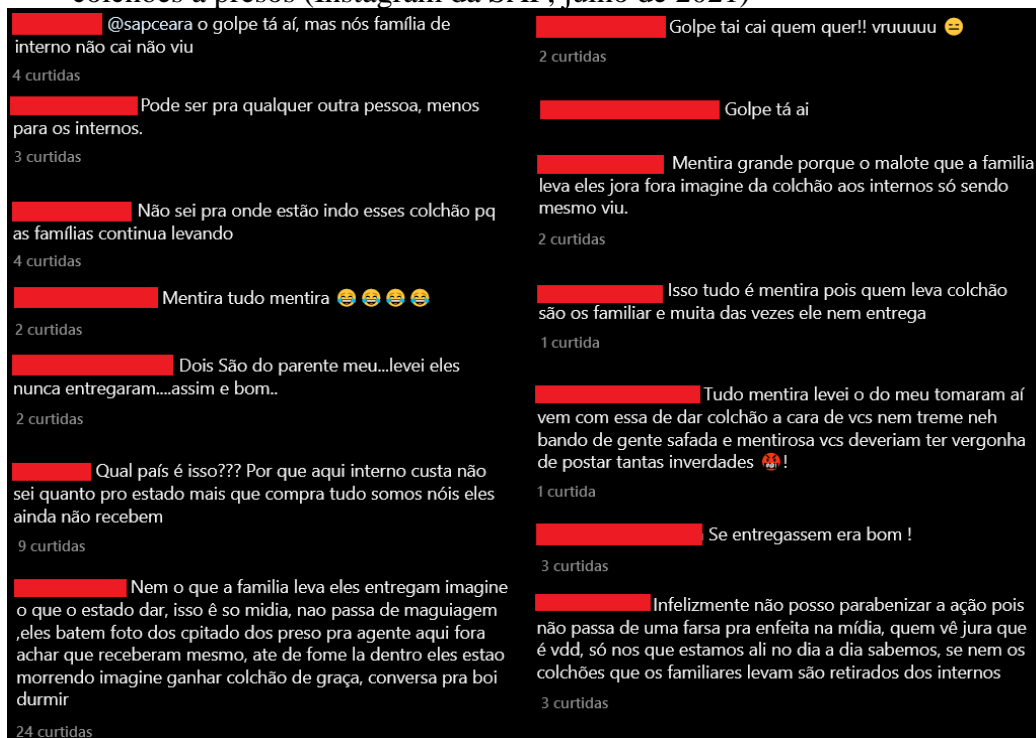 colchões a presos (Instagram da SAP, julho de 2021)
@sapceara o golpe tá aí, mas nós família de
interno não cai não viu
4 curtidas
Pode ser pra qualquer outra pessoa, menos
para os internos.
3 curtidas
Não sei pra onde estão indo esses colchão pq
as famílias continua levando
4 curtidas
Mentira tudo mentira 😂😂😂😂
2 curtidas
Dois São do parente meu...levei eles
nunca entregaram....assim e bom..
2 curtidas
Qual país é isso??? Por que aqui interno custa não
sei quanto pro estado mais que compra tudo somos nóis eles
ainda não recebem
9 curtidas
Nem o que a familia leva eles entregam imagine
o que o estado dar, isso ê so midia, nao passa de maguiagem
,eles batem foto dos cpitado dos preso pra agente aqui fora
achar que receberam mesmo, ate de fome la dentro eles estao
morrendo imagine ganhar colchão de graça, conversa pra boi
durmir
24 curtidas
Golpe tai cai quem quer!! vruuuuu 😑
2 curtidas
Golpe tá ai
Mentira grande porque o malote que a familia
leva eles jora fora imagine da colchão aos internos só sendo
mesmo viu.
2 curtidas
Isso tudo é mentira pois quem leva colchão
são os familiar e muita das vezes ele nem entrega
1 curtida
Tudo mentira levei o do meu tomaram aí
vem com essa de dar colchão a cara de vcs nem treme neh
bando de gente safada e mentirosa vcs deveriam ter vergonha
de postar tantas inverdades 🤬!
1 curtida
Se entregassem era bom !
3 curtidas
Infelizmente não posso parabenizar a ação pois
não passa de uma farsa pra enfeita na mídia, quem vê jura que
é vdd, só nos que estamos ali no dia a dia sabemos, se nem os
colchões que os familiares levam são retirados dos internos
3 curtidas